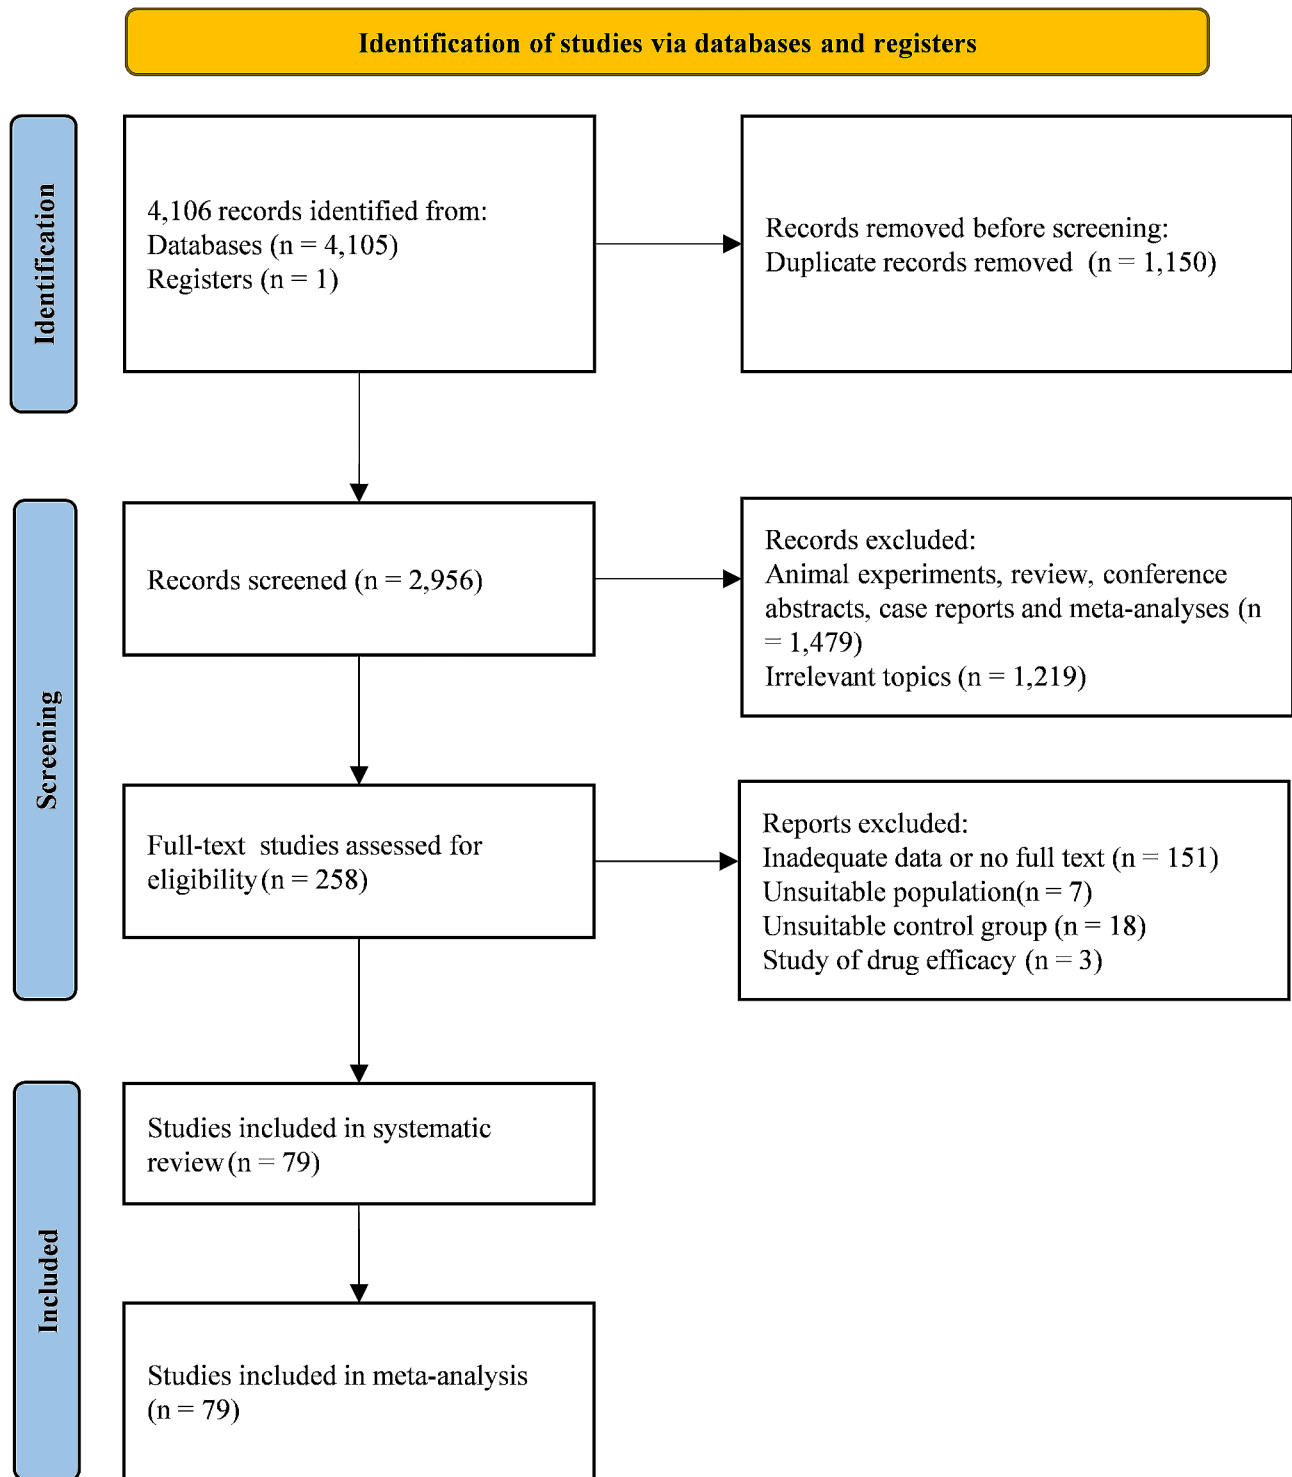 Identification of studies via databases and registers
Identification
4,106 records identified from:
Databases (n = 4,105)
Registers (n = 1)
Records removed before screening:
Duplicate records removed (n = 1,150)
Screening
Records screened (n = 2,956)
Records excluded:
Animal experiments, review, conference
abstracts, case reports and meta-analyses (n
= 1,479)
Irrelevant topics (n = 1,219)
Full-text studies assessed for
eligibility(n = 258)
Reports excluded:
Inadequate data or no full text (n = 151)
Unsuitable population(n = 7)
Unsuitable control group (n = 18)
Study of drug efficacy (n = 3)
Included
Studies included in systematic
review(n = 79)
Studies included in meta-analysis
(n = 79)